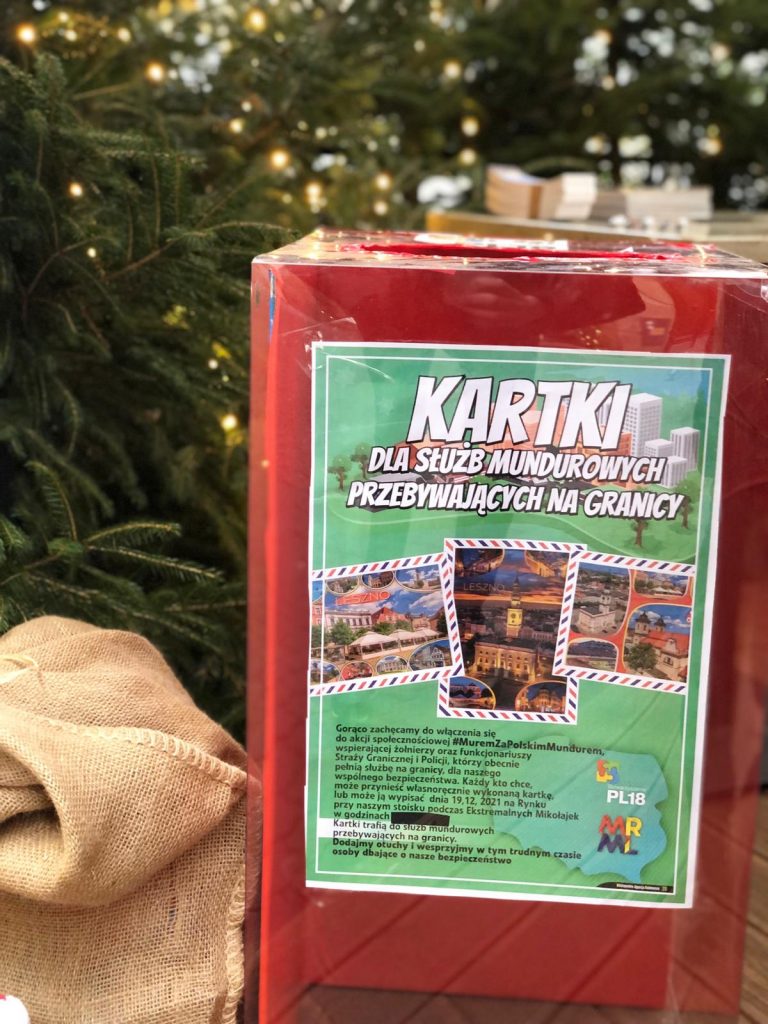 KARTKI
DLA SŁUŻB MUNDUROWYCH
PRZEBYWAJĄCYCH NA GRANICY
LESZNO
LESZNO
Gorąco zachęcamy do włączenia się
do akcji społecznościowej #MuremZaPolskimMundurem,
wspierającej żołnierzy oraz funkcjonariuszy
Straży Granicznej i Policji, którzy obecnie
pełnią służbę na granicy, dla naszego
wspólnego bezpieczeństwa. Każdy kto chce,
może przynieść własnoręcznie wykonaną kartkę,
lub może ją wypisać dnia 19,12, 2021 na Rynku
przy naszym stoisku podczas Ekstremalnych Mikołajek
w godzinach
Kartki trafią do służb mundurowych
przebywających na granicy.
Dodajmy otuchy i wesprzyjmy w tym trudnym czasie
osoby dbające o nasze bezpieczeństwo
PL18
MR
ML